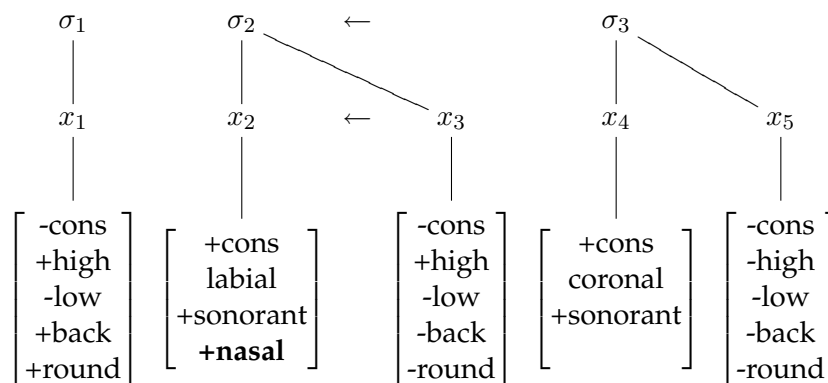 σ₁ σ₂ ← σ₃
x₁ x₂ ← x₃ x₄ x₅
-cons +cons -cons +cons -cons
+high labial +high coronal -high
-low +sonorant -low +sonorant -low
+back +nasal -back -back
+round -round -round